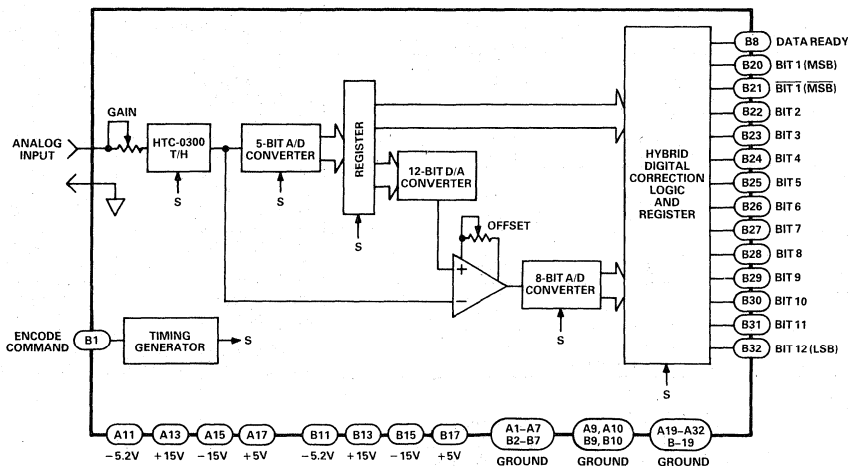 B8 DATA READY
B20 BIT 1 (MSB)
B21 BIT 1 (MSB)
B22 BIT 2
B23 BIT 3
B24 BIT 4
B25 BIT 5
B26 BIT 6
B27 BIT 7
B28 BIT 8
B29 BIT 9
B30 BIT 10
B31 BIT 11
B32 BIT 12 (LSB)
ANALOG
INPUT
GAIN
HTC-0300
T/H
S
5-BIT A/D
CONVERTER
S
REGISTER
S
12-BIT D/A
CONVERTER
OFFSET
+
−
8-BIT A/D
CONVERTER
S
HYBRID
DIGITAL
CORRECTION
LOGIC
AND
REGISTER
S
ENCODE
COMMAND
B1
TIMING
GENERATOR
S
A11 A13 A15 A17 B11 B13 B15 B17
−5.2V +15V −15V +5V −5.2V +15V −15V +5V
A1–A7
B2–B7
GROUND
A9, A10
B9, B10
GROUND
A19–A32
B–19
GROUND